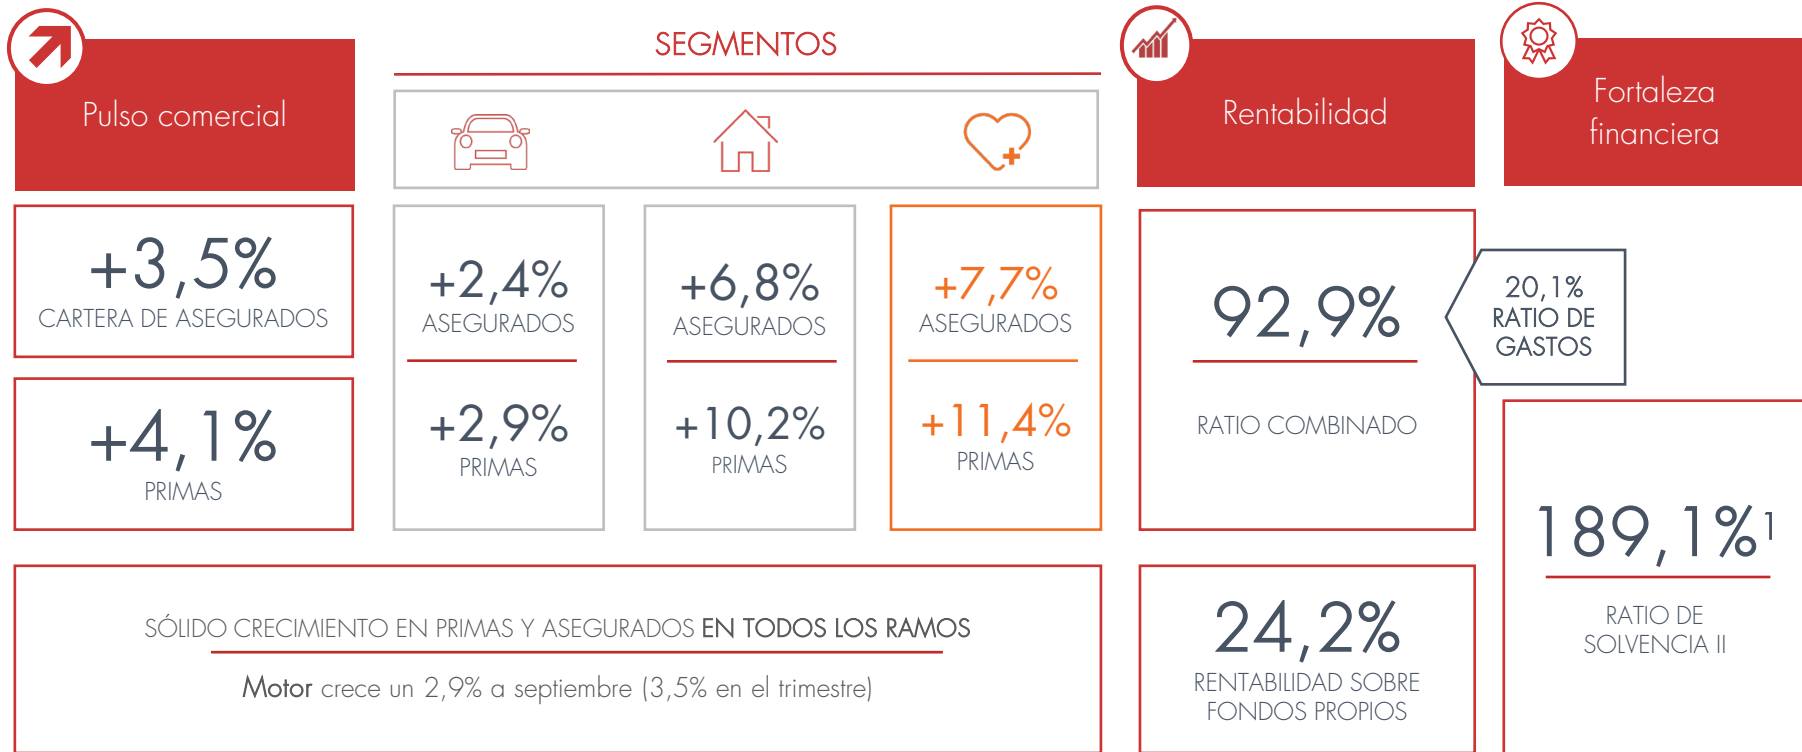 Pulso comercial
+3,5%
CARTERA DE ASEGURADOS
+4,1%
PRIMAS
SEGMENTOS
+2,4%
ASEGURADOS
+2,9%
PRIMAS
+6,8%
ASEGURADOS
+10,2%
PRIMAS
+7,7%
ASEGURADOS
+11,4%
PRIMAS
SÓLIDO CRECIMIENTO EN PRIMAS Y ASEGURADOS EN TODOS LOS RAMOS
Motor crece un 2,9% a septiembre (3,5% en el trimestre)
Rentabilidad
92,9%
RATIO COMBINADO
20,1%
RATIO DE
GASTOS
24,2%
RENTABILIDAD SOBRE
FONDOS PROPIOS
Fortaleza
financiera
189,1%¹
RATIO DE
SOLVENCIA II